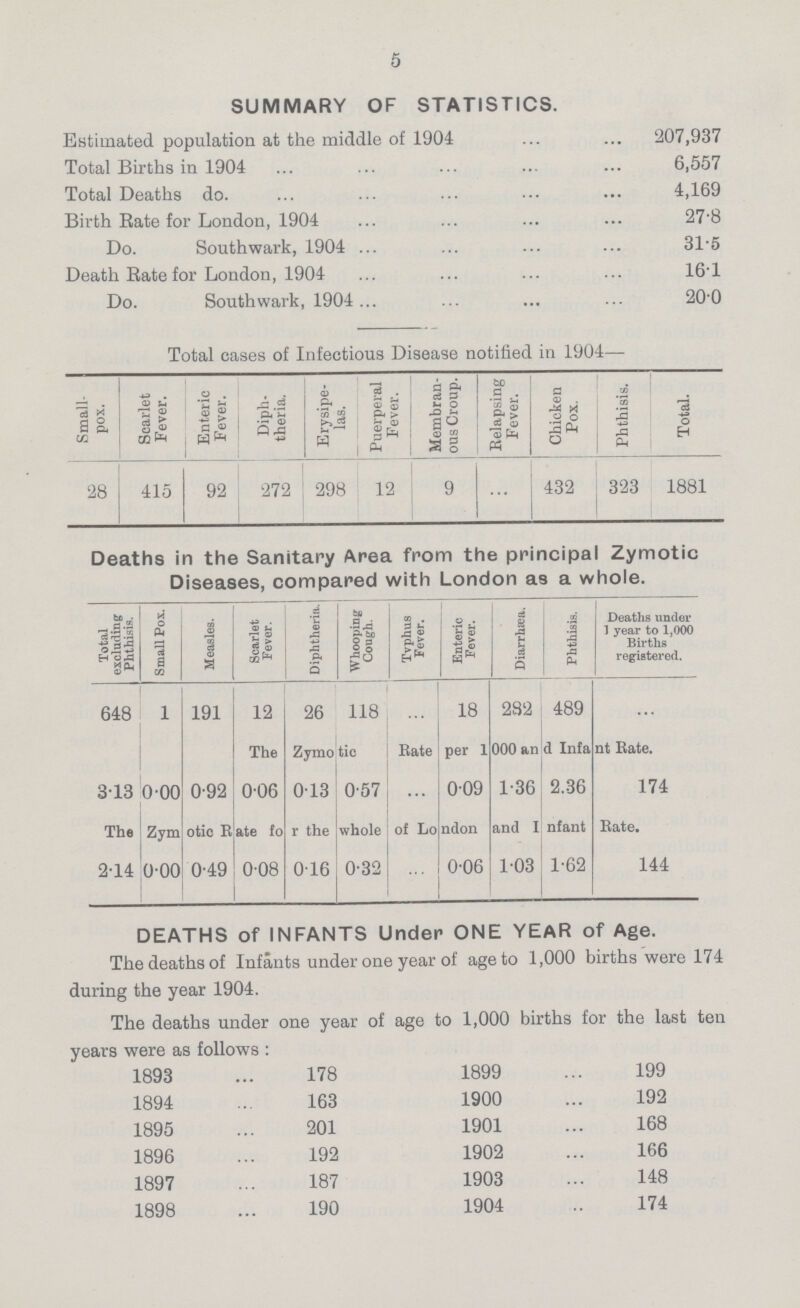 5
SUMMARY OF STATISTICS.
Estimated population at the middle of 1904 ... ... 207,937
Total Births in 1904 ... ... ... ... ... 6,557
Total Deaths do. ... ... ... ... ... 4,169
Birth Rate for London, 1904 ... ... ... ... 27·8
Do. Southwark, 1904 ... ... ... ... 31·5
Death Rate for London, 1904 ... ... ... ... 16·1
Do. Southwark, 1904 ... ... ... ... 20·0
Total cases of Infectious Disease notified in 1904—
Small-pox. Scarlet Fever. Enteric Fever. Diph-theria. Erysipe-las. Puerperal Fever. Membran-ous Croup. Relapsing Fever. Chicken Pox. Phthisis. Total.
28 415 92 272 298 12 9 ... 432 323 1881
Deaths in the Sanitary Area from the principal Zymotic
Diseases, compared with London as a whole.
Total excluding Phthisis. Small Pox. Measles. Scarlet Fever. Diphtheria. Whooping Cough. Typhus Fever. Enteric Fever. Diarrhæa. Phthisis. Deaths under 1 year to 1,000 Births registered.
648 1 191 12 26 118 ... 18 282 489 ...
The Zymotic Rate per 1000 and Infant Rate.
3·13 0·00 0·92 0·06 0·13 0·57 ... 0·09 1·36 2.36 174
The Zymotic Rate for the whole of London and Infant Rate.
2·14 0·00 0·49 0·08 0·16 0·32 ... 0·06 1·03 1·62 144
DEATHS of INFANTS Under ONE YEAR of Age.
The deaths of Infants under one year of age to 1,000 births were 174
during the year 1904.
The deaths under one year of age to 1,000 births for the last ten
years were as follows :
1893 ... 178 1899 ... 199
1894 ... 163 1900 ... 192
1895 ... 201 1901 ... 168
1896 ... 192 1902 ... 166
1897 ... 187 1903 ... 148
1898 ... 190 1904 .. 174